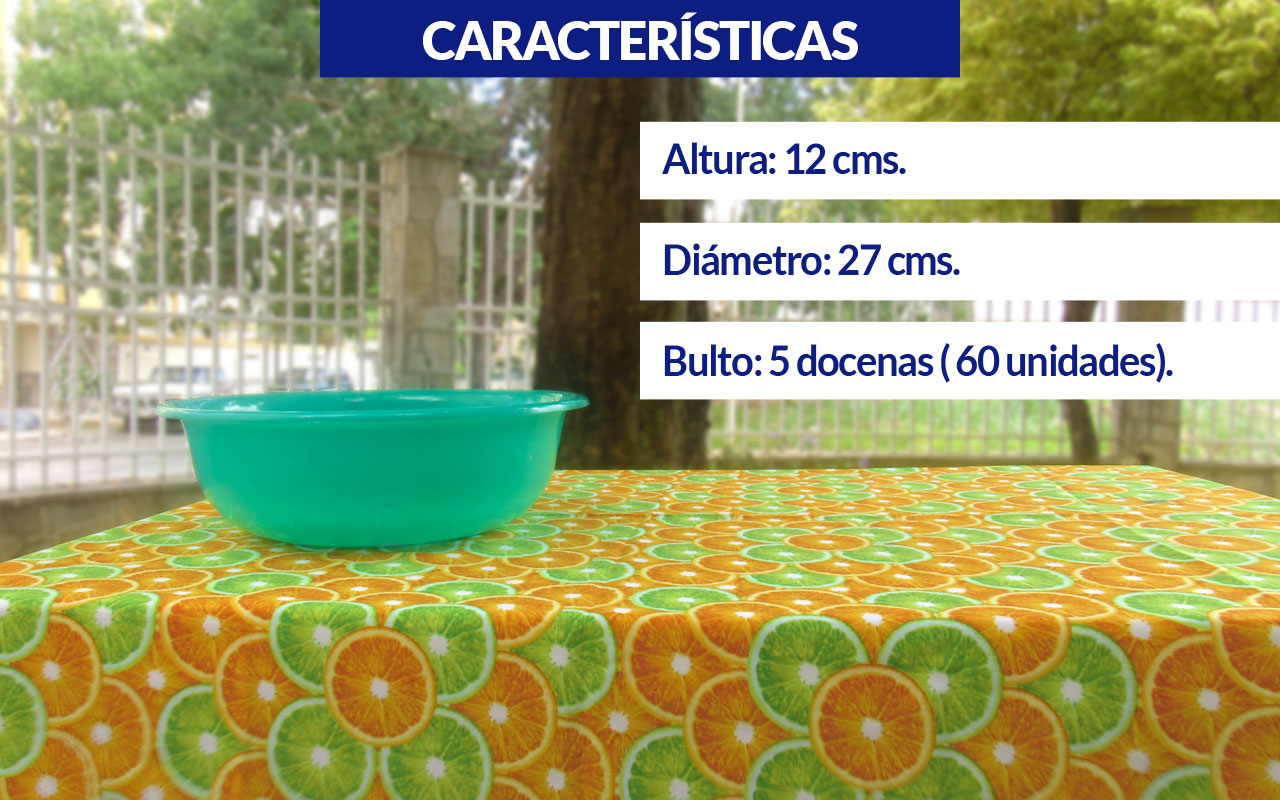 CARACTERÍSTICAS
Altura: 12 cms.
Diámetro: 27 cms.
Bulto: 5 docenas ( 60 unidades).